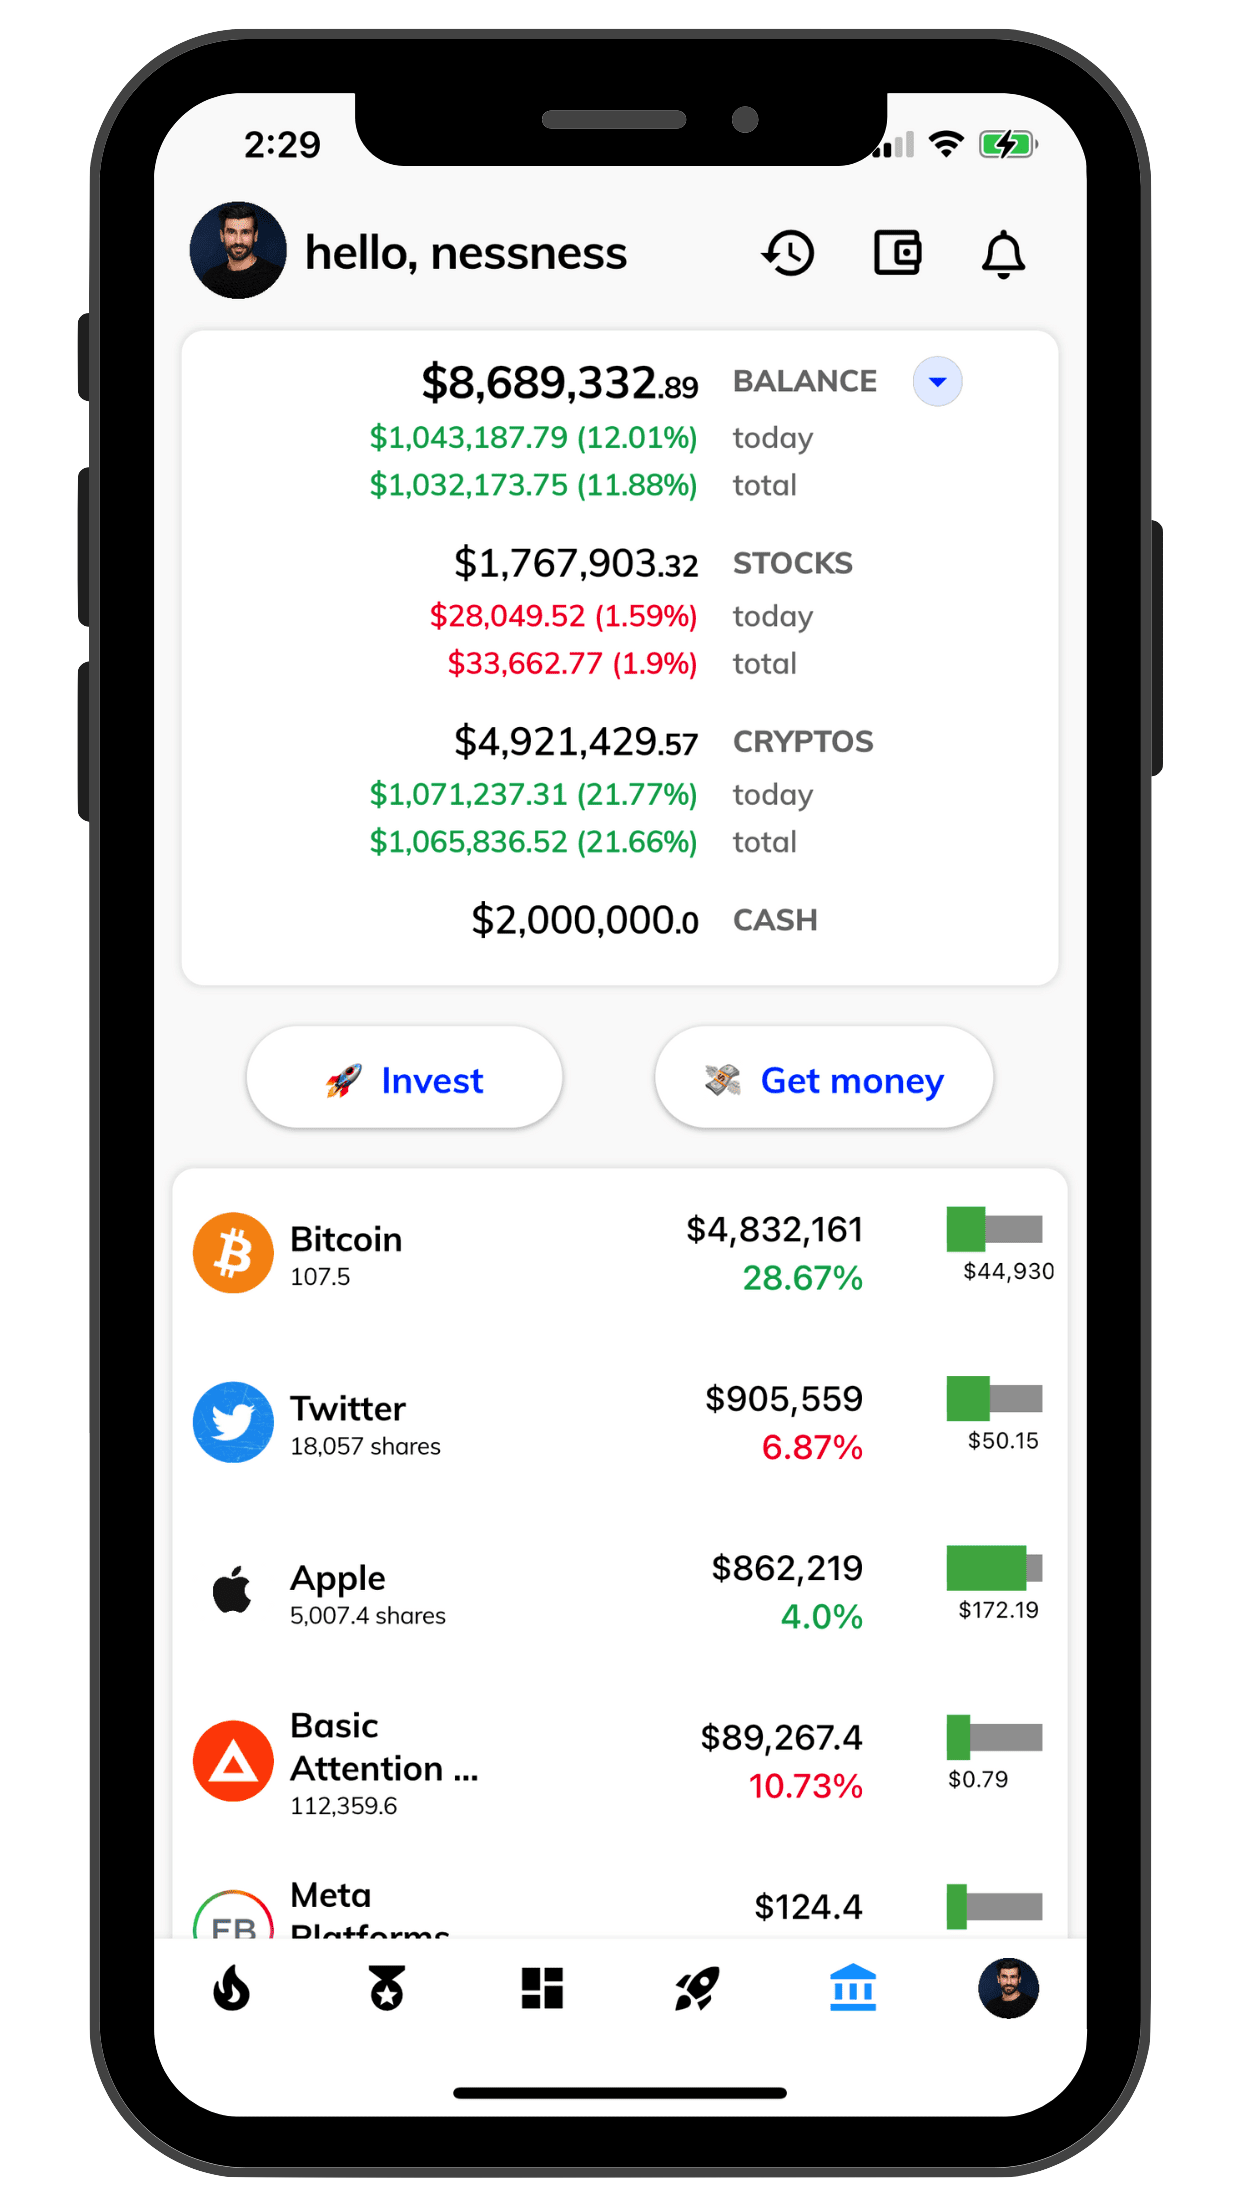 2:29
hello, nessness
$8,689,332.89 BALANCE
$1,043,187.79 (12.01%) today
$1,032,173.75 (11.88%) total
$1,767,903.32 STOCKS
$28,049.52 (1.59%) today
$33,662.77 (1.9%) total
$4,921,429.57 CRYPTOS
$1,071,237.31 (21.77%) today
$1,065,836.52 (21.66%) total
$2,000,000.0 CASH
Invest
Get money
Bitcoin
107.5
$4,832,161
28.67%
$44,930
Twitter
18,057 shares
$905,559
6.87%
$50.15
Apple
5,007.4 shares
$862,219
4.0%
$172.19
Basic
Attention ...
112,359.6
$89,267.4
10.73%
$0.79
Meta
Platforms
$124.4
FB